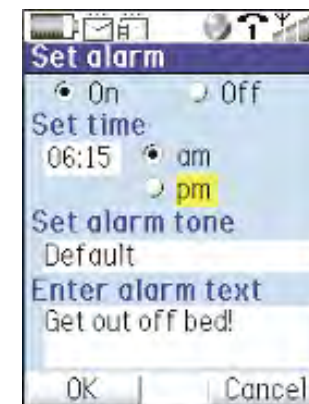 Set alarm
On Off
Set time
06:15 am
pm
Set alarm tone
Default
Enter alarm text
Get out off bed!
OK Cancel